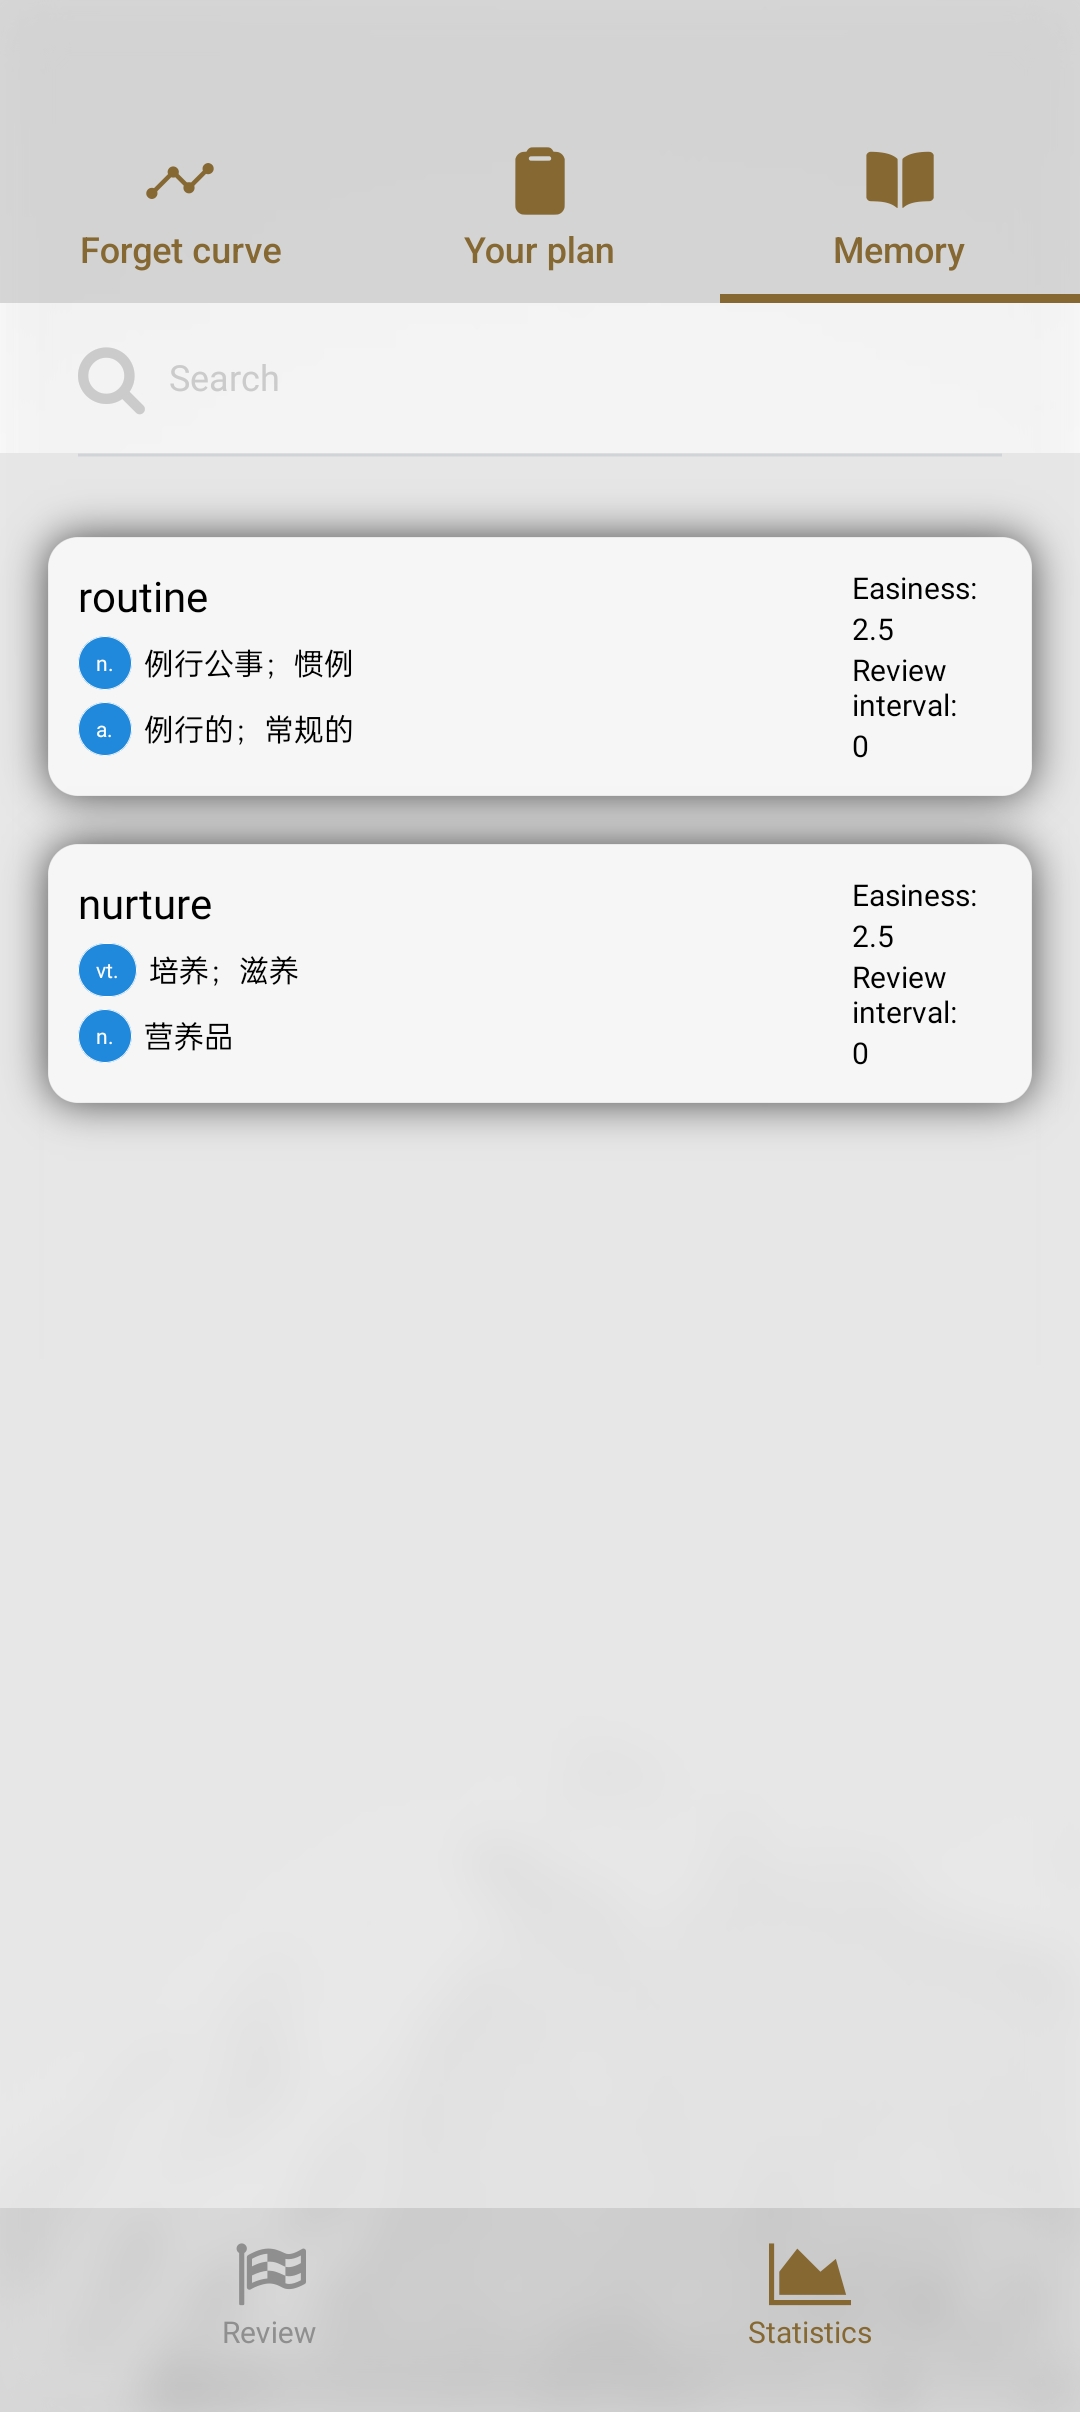 Forget curve
Your plan
Memory
Search
routine
n. 例行公事；惯例
a. 例行的；常规的
Easiness:
2.5
Review
interval:
0
nurture
vt. 培养；滋养
n. 营养品
Easiness:
2.5
Review
interval:
0
Review
Statistics